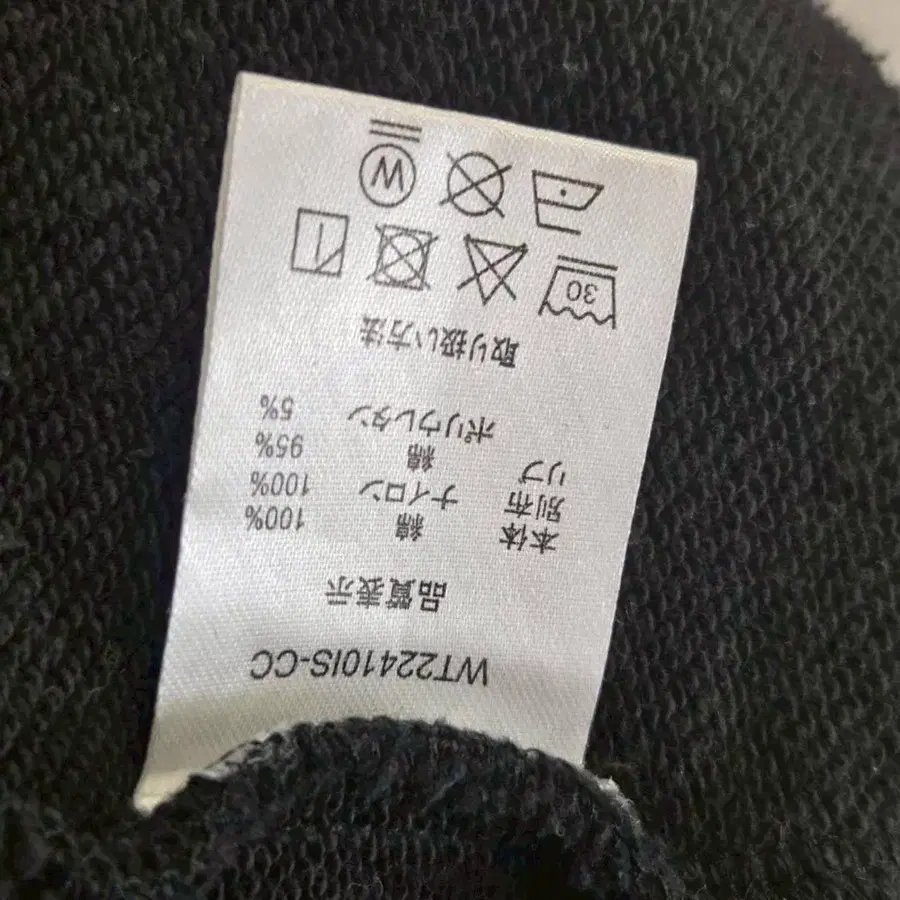 WT22410IS-CC
品質表示
本体 綿 100%
別布 ナイロン 100%
リブ 綿 95%
ポリウレタン 5%
取り扱い方法
30
W